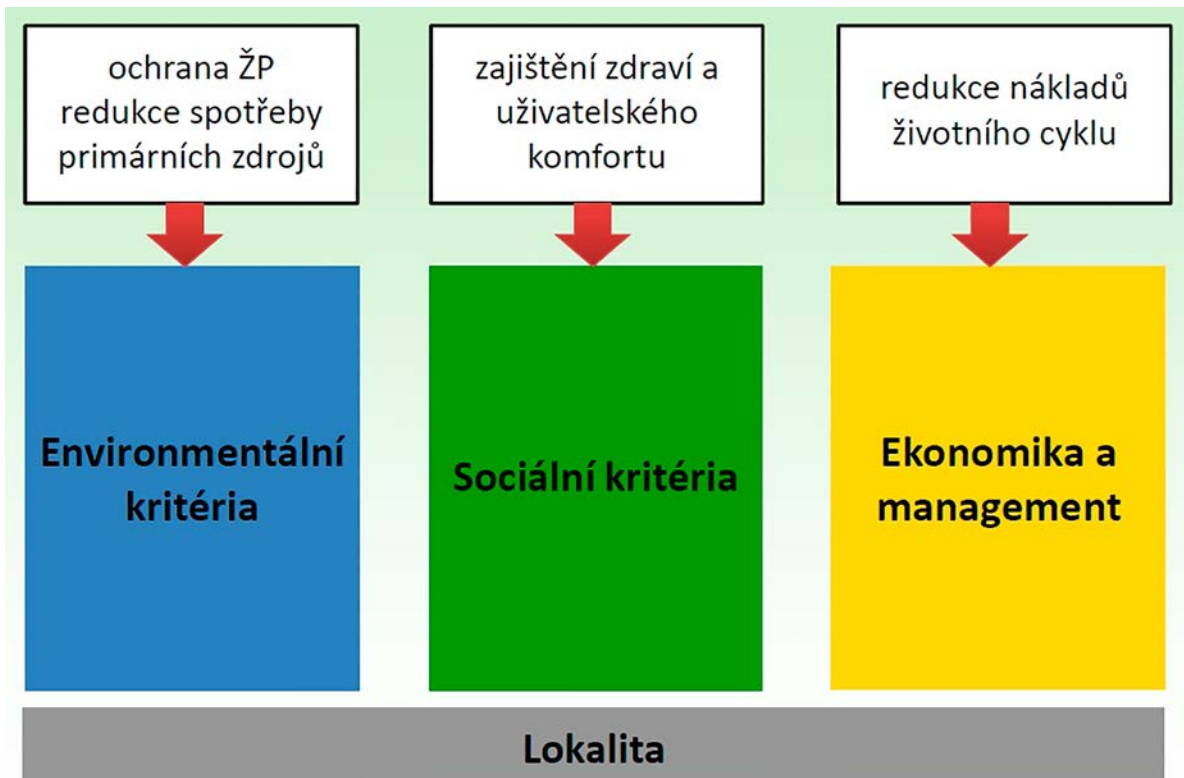 ochrana ŽP
redukce spotřeby
primárních zdrojů
zajištění zdraví a
uživatelského
komfortu
redukce nákladů
životního cyklu
Environmentální
kritéria
Sociální kritéria
Ekonomika a
management
Lokalita